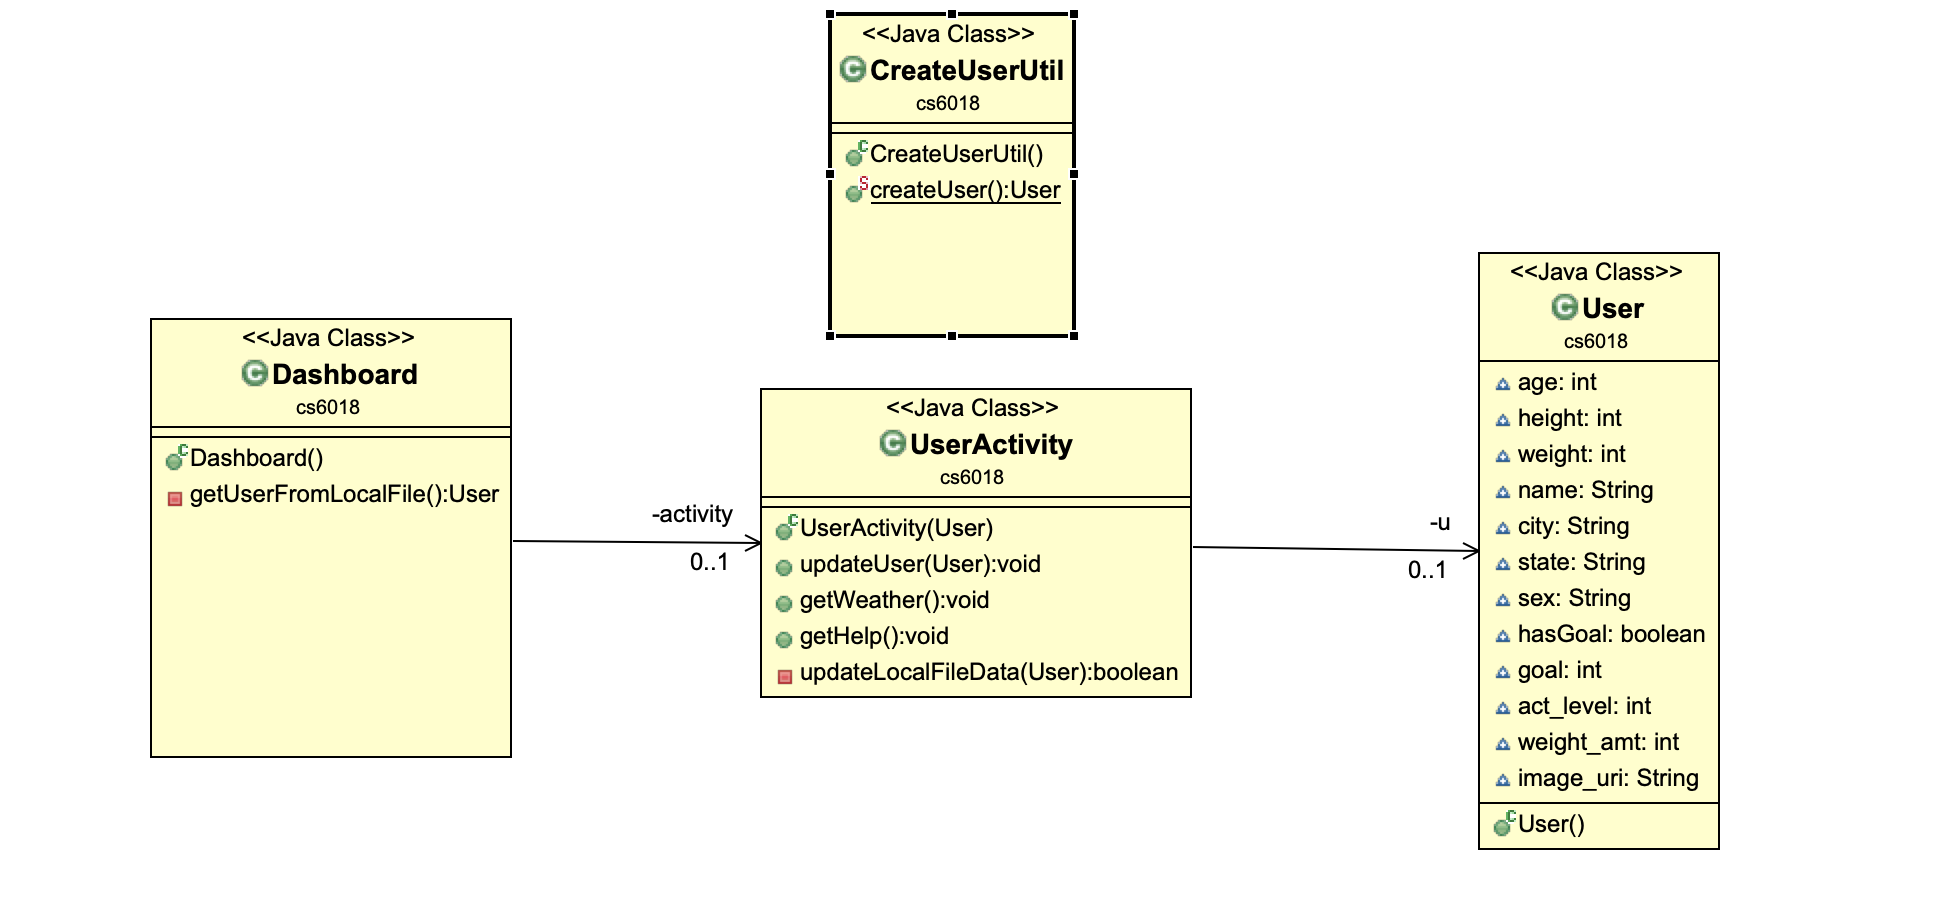 <<Java Class>>
CreateUserUtil
cs6018
CreateUserUtil()
createUser():User
<<Java Class>>
Dashboard
cs6018
Dashboard()
getUserFromLocalFile():User
-activity
0..1
<<Java Class>>
UserActivity
cs6018
UserActivity(User)
updateUser(User):void
getWeather():void
getHelp():void
updateLocalFileData(User):boolean
-u
0..1
<<Java Class>>
User
cs6018
age: int
height: int
weight: int
name: String
city: String
state: String
sex: String
hasGoal: boolean
goal: int
act_level: int
weight_amt: int
image_uri: String
User()